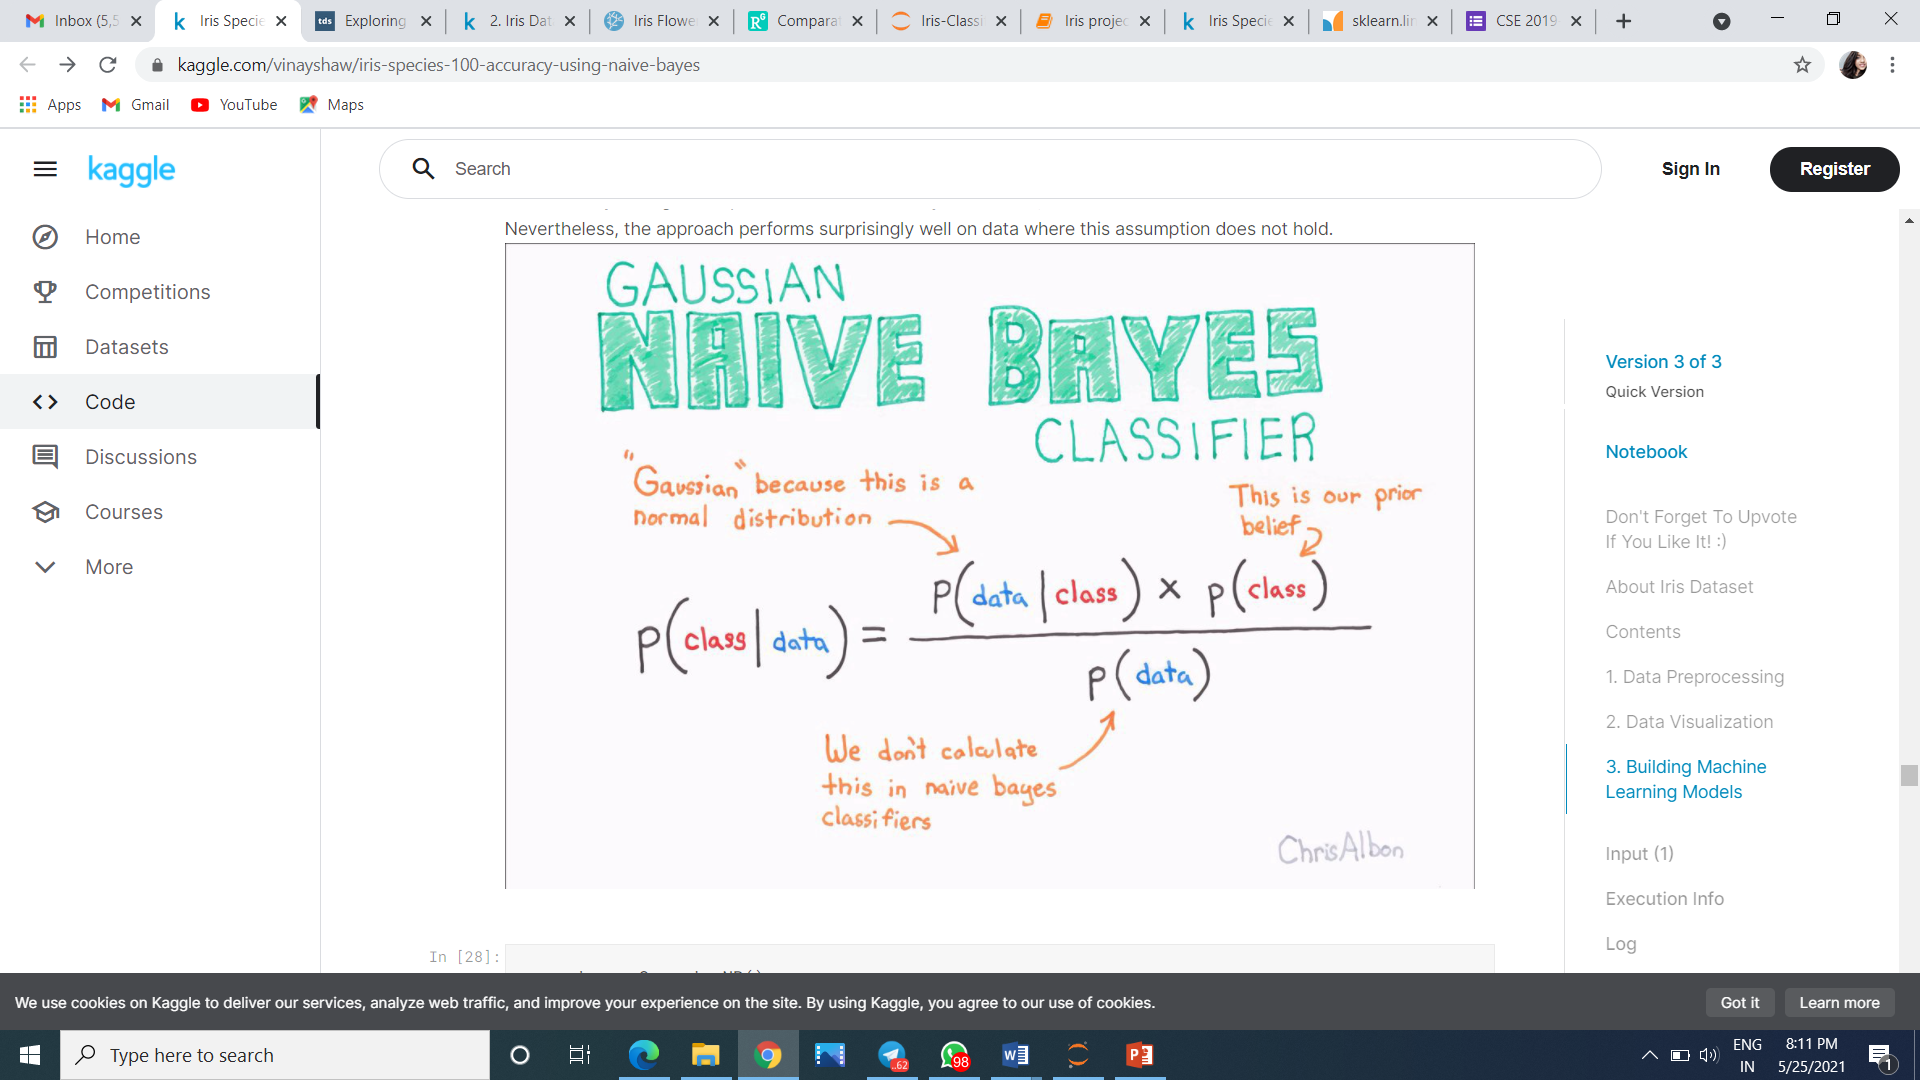 Inbox (5,5
Iris Specie
Exploring
2. Iris Dat
Iris Flowe
Comparat
Iris-Classi
Iris projec
Iris Specie
sklearn.lin
CSE 2019
kaggle.com/vinayshaw/iris-species-100-accuracy-using-naive-bayes
Apps
Gmail
YouTube
Maps
kaggle
Search
Sign In
Register
Home
Competitions
Datasets
Code
Discussions
Courses
More
Nevertheless, the approach performs surprisingly well on data where this assumption does not hold.
GAUSSIAN
NAIVE BAYES
CLASSIFIER
"Gaussian" because this is a
normal distribution
This is our prior
belief
P(class|data) = P(data|class) × P(class)
P(data)
We don't calculate
this in naive bayes
classifiers
ChrisAlbon
In [28]:
Version 3 of 3
Quick Version
Notebook
Don't Forget To Upvote
If You Like It! :)
About Iris Dataset
Contents
1. Data Preprocessing
2. Data Visualization
3. Building Machine
Learning Models
Input (1)
Execution Info
Log
We use cookies on Kaggle to deliver our services, analyze web traffic, and improve your experience on the site. By using Kaggle, you agree to our use of cookies.
Got it
Learn more
Type here to search
..62
98
ENG
IN
8:11 PM
5/25/2021
1